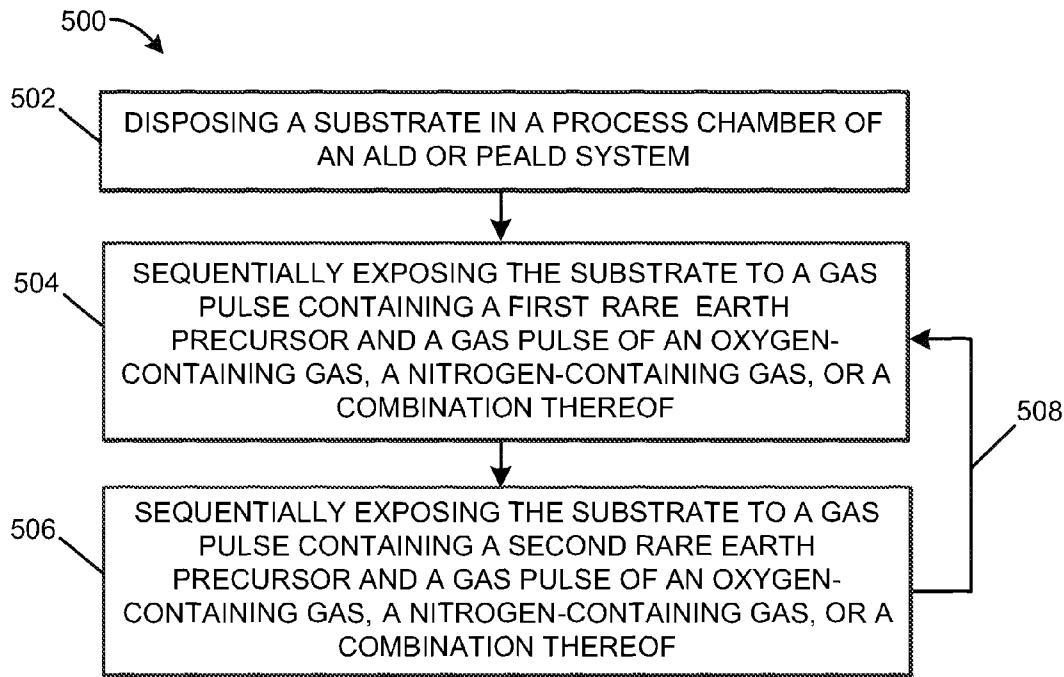 500
502
DISPOSING A SUBSTRATE IN A PROCESS CHAMBER OF
AN ALD OR PEALD SYSTEM
504
SEQUENTIALLY EXPOSING THE SUBSTRATE TO A GAS
PULSE CONTAINING A FIRST RARE EARTH
PRECURSOR AND A GAS PULSE OF AN OXYGEN-
CONTAINING GAS, A NITROGEN-CONTAINING GAS, OR A
COMBINATION THEREOF
508
506
SEQUENTIALLY EXPOSING THE SUBSTRATE TO A GAS
PULSE CONTAINING A SECOND RARE EARTH
PRECURSOR AND A GAS PULSE OF AN OXYGEN-
CONTAINING GAS, A NITROGEN-CONTAINING GAS, OR A
COMBINATION THEREOF